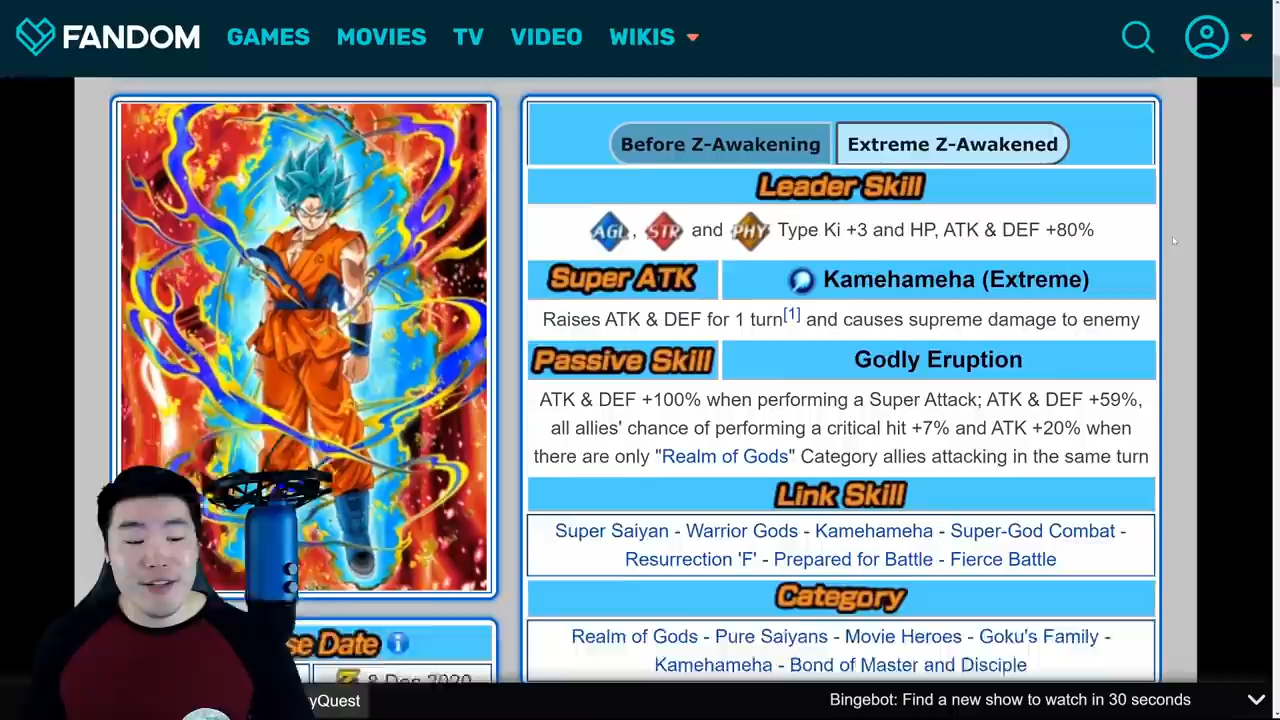 FANDOM GAMES MOVIES TV VIDEO WIKIS
Before Z-Awakening Extreme Z-Awakened
Leader Skill
AGL, STR and PHY Type Ki +3 and HP, ATK & DEF +80%
Super ATK Kamehameha (Extreme)
Raises ATK & DEF for 1 turn[1] and causes supreme damage to enemy
Passive Skill Godly Eruption
ATK & DEF +100% when performing a Super Attack; ATK & DEF +59%,
all allies' chance of performing a critical hit +7% and ATK +20% when
there are only "Realm of Gods" Category allies attacking in the same turn
Link Skill
Super Saiyan - Warrior Gods - Kamehameha - Super-God Combat -
Resurrection 'F' - Prepared for Battle - Fierce Battle
Category
Realm of Gods - Pure Saiyans - Movie Heroes - Goku's Family -
Kamehameha - Bond of Master and Disciple
se Date
8 Dec 2020
yQuest
Bingebot: Find a new show to watch in 30 seconds